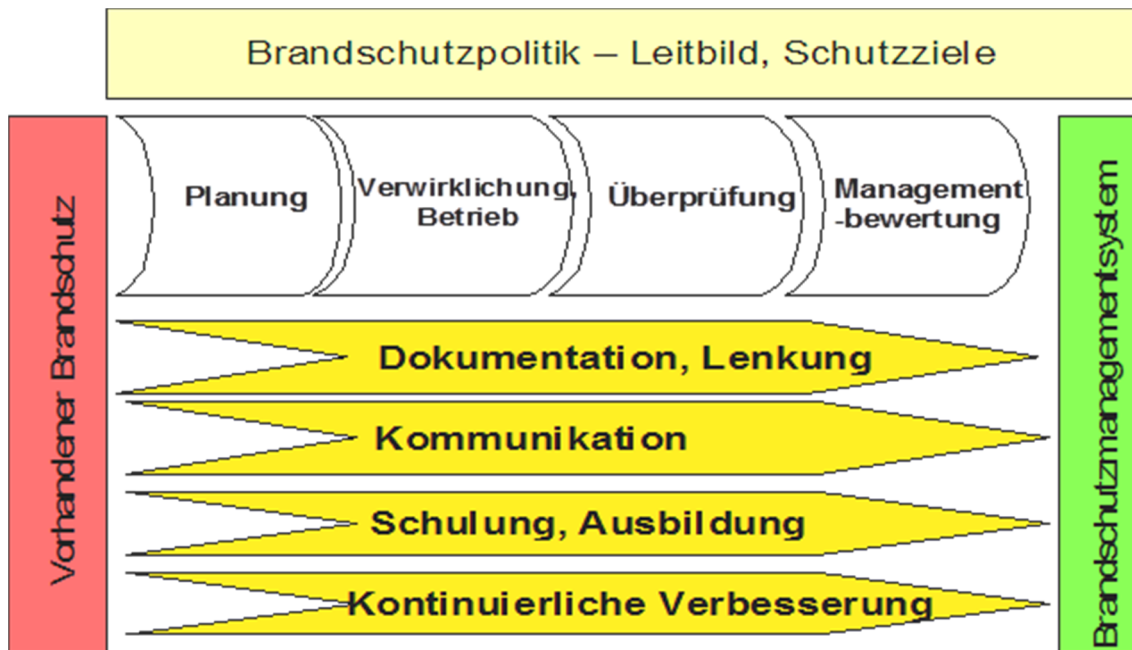 Brandschutzpolitik – Leitbild, Schutzziele
Vorhandener Brandschutz
Planung
Verwirklichung,
Betrieb
Überprüfung
Management
-bewertung
Dokumentation, Lenkung
Kommunikation
Schulung, Ausbildung
Kontinuierliche Verbesserung
Brandschutzmanagementsystem